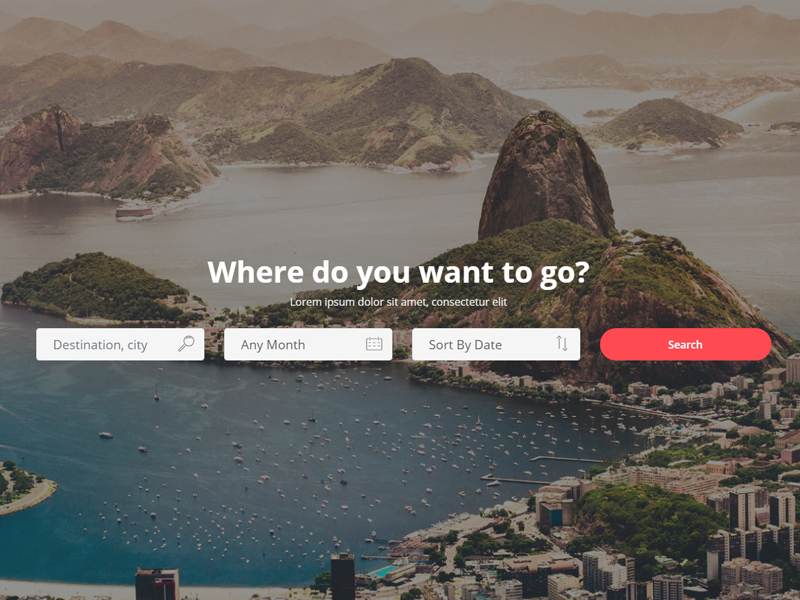 Where do you want to go?
Lorem ipsum dolor sit amet, consectetur elit
Destination, city
Any Month
Sort By Date
Search